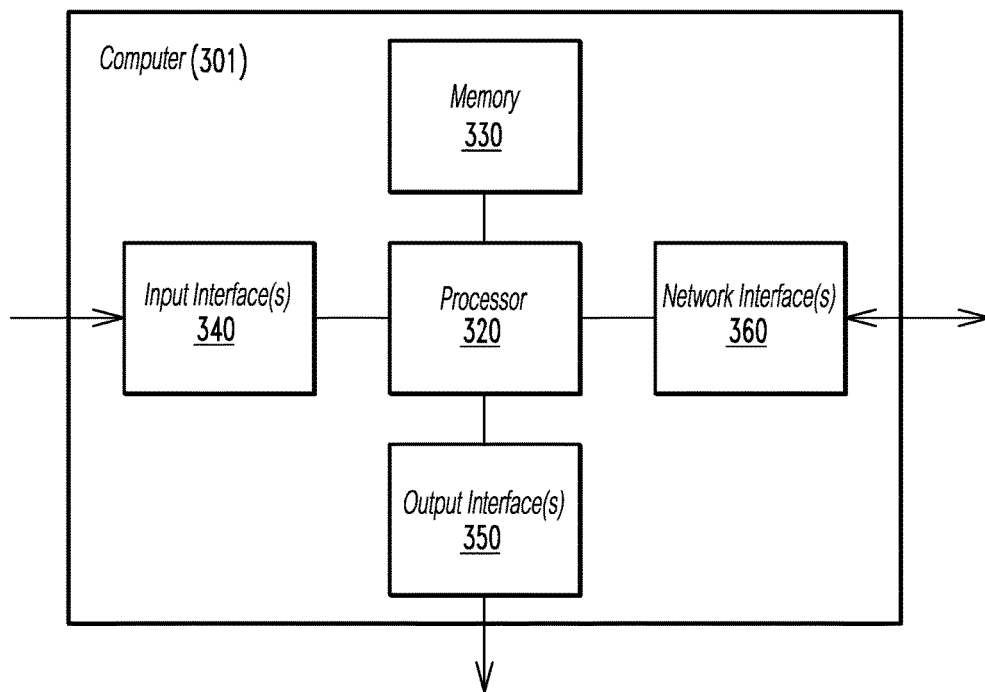 Computer (301)
Memory
330
Input Interface(s)
340
Processor
320
Network Interface(s)
360
Output Interface(s)
350